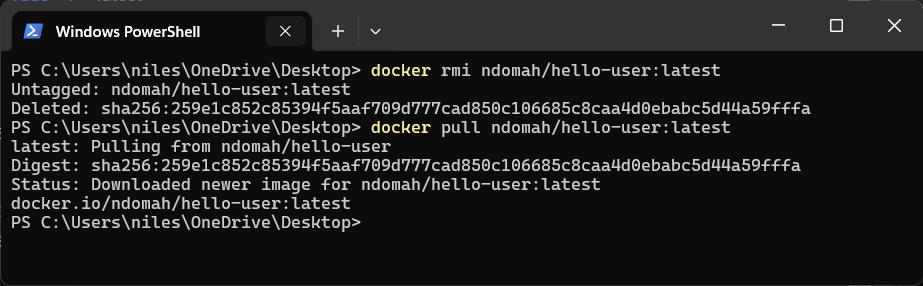 Windows PowerShell
PS C:\Users\niles\OneDrive\Desktop> docker rmi ndomah/hello-user:latest
Untagged: ndomah/hello-user:latest
Deleted: sha256:259e1c852c85394f5aaf709d777cad850c106685c8caa4d0ebabc5d44a59fffa
PS C:\Users\niles\OneDrive\Desktop> docker pull ndomah/hello-user:latest
latest: Pulling from ndomah/hello-user
Digest: sha256:259e1c852c85394f5aaf709d777cad850c106685c8caa4d0ebabc5d44a59fffa
Status: Downloaded newer image for ndomah/hello-user:latest
docker.io/ndomah/hello-user:latest
PS C:\Users\niles\OneDrive\Desktop>